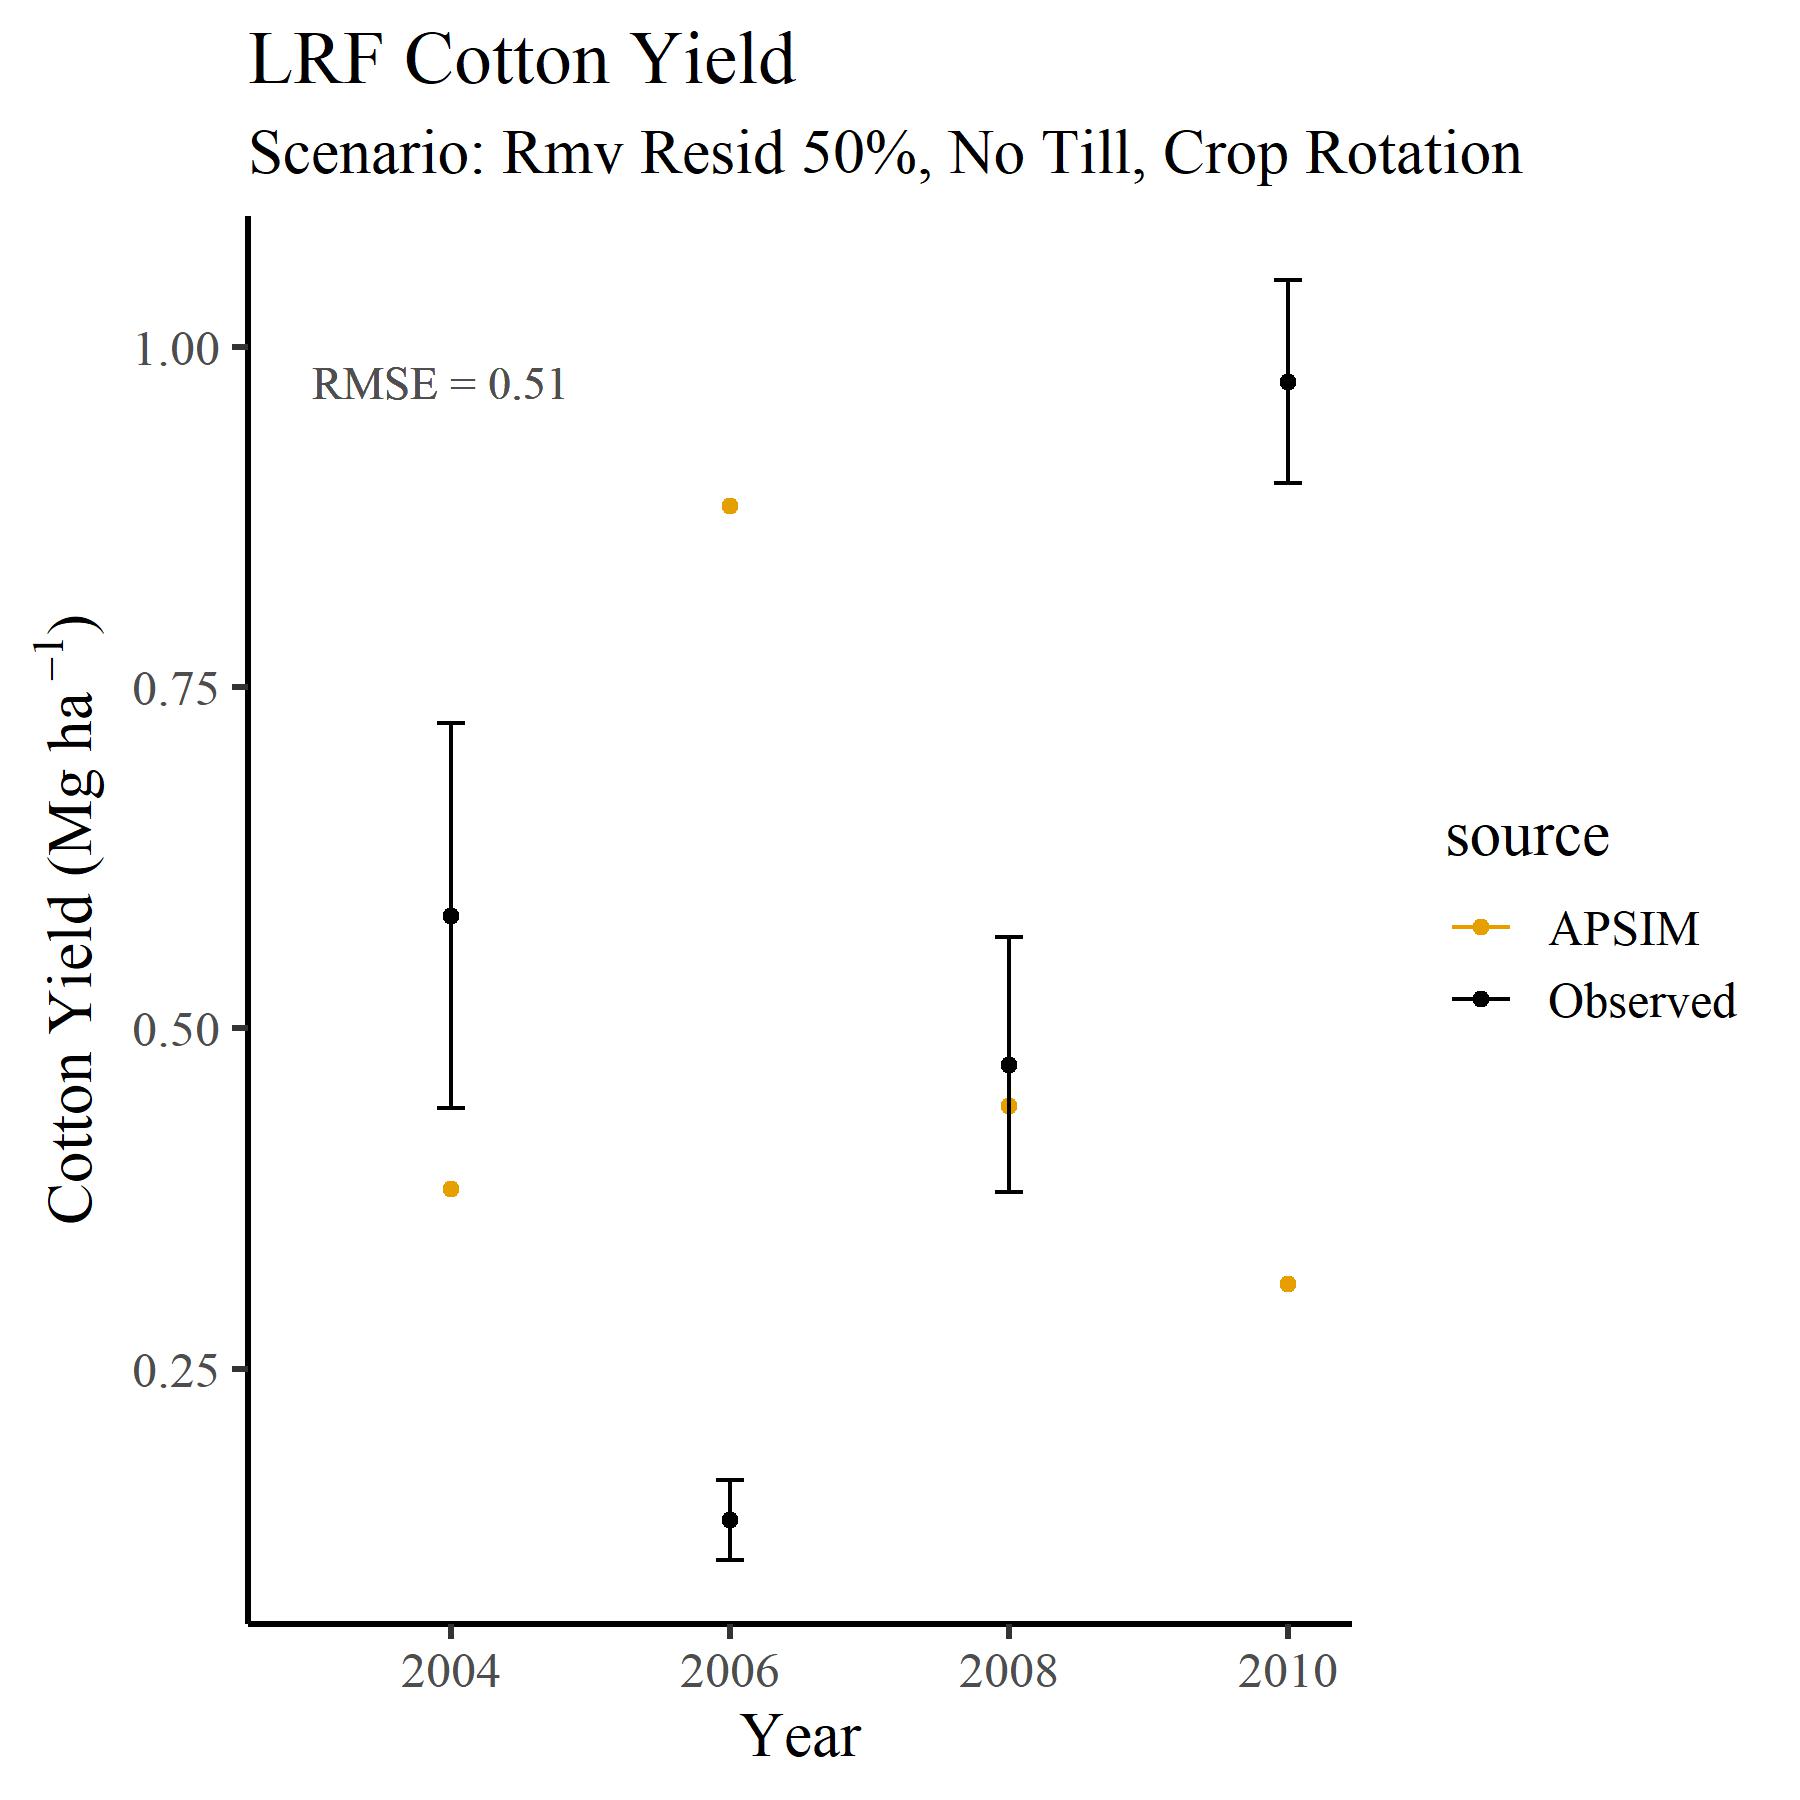 LRF Cotton Yield
Scenario: Rmv Resid 50%, No Till, Crop Rotation
Cotton Yield (Mg ha⁻¹)
1.00
0.75
0.50
0.25
RMSE = 0.51
2004 2006 2008 2010
Year
source
APSIM
Observed